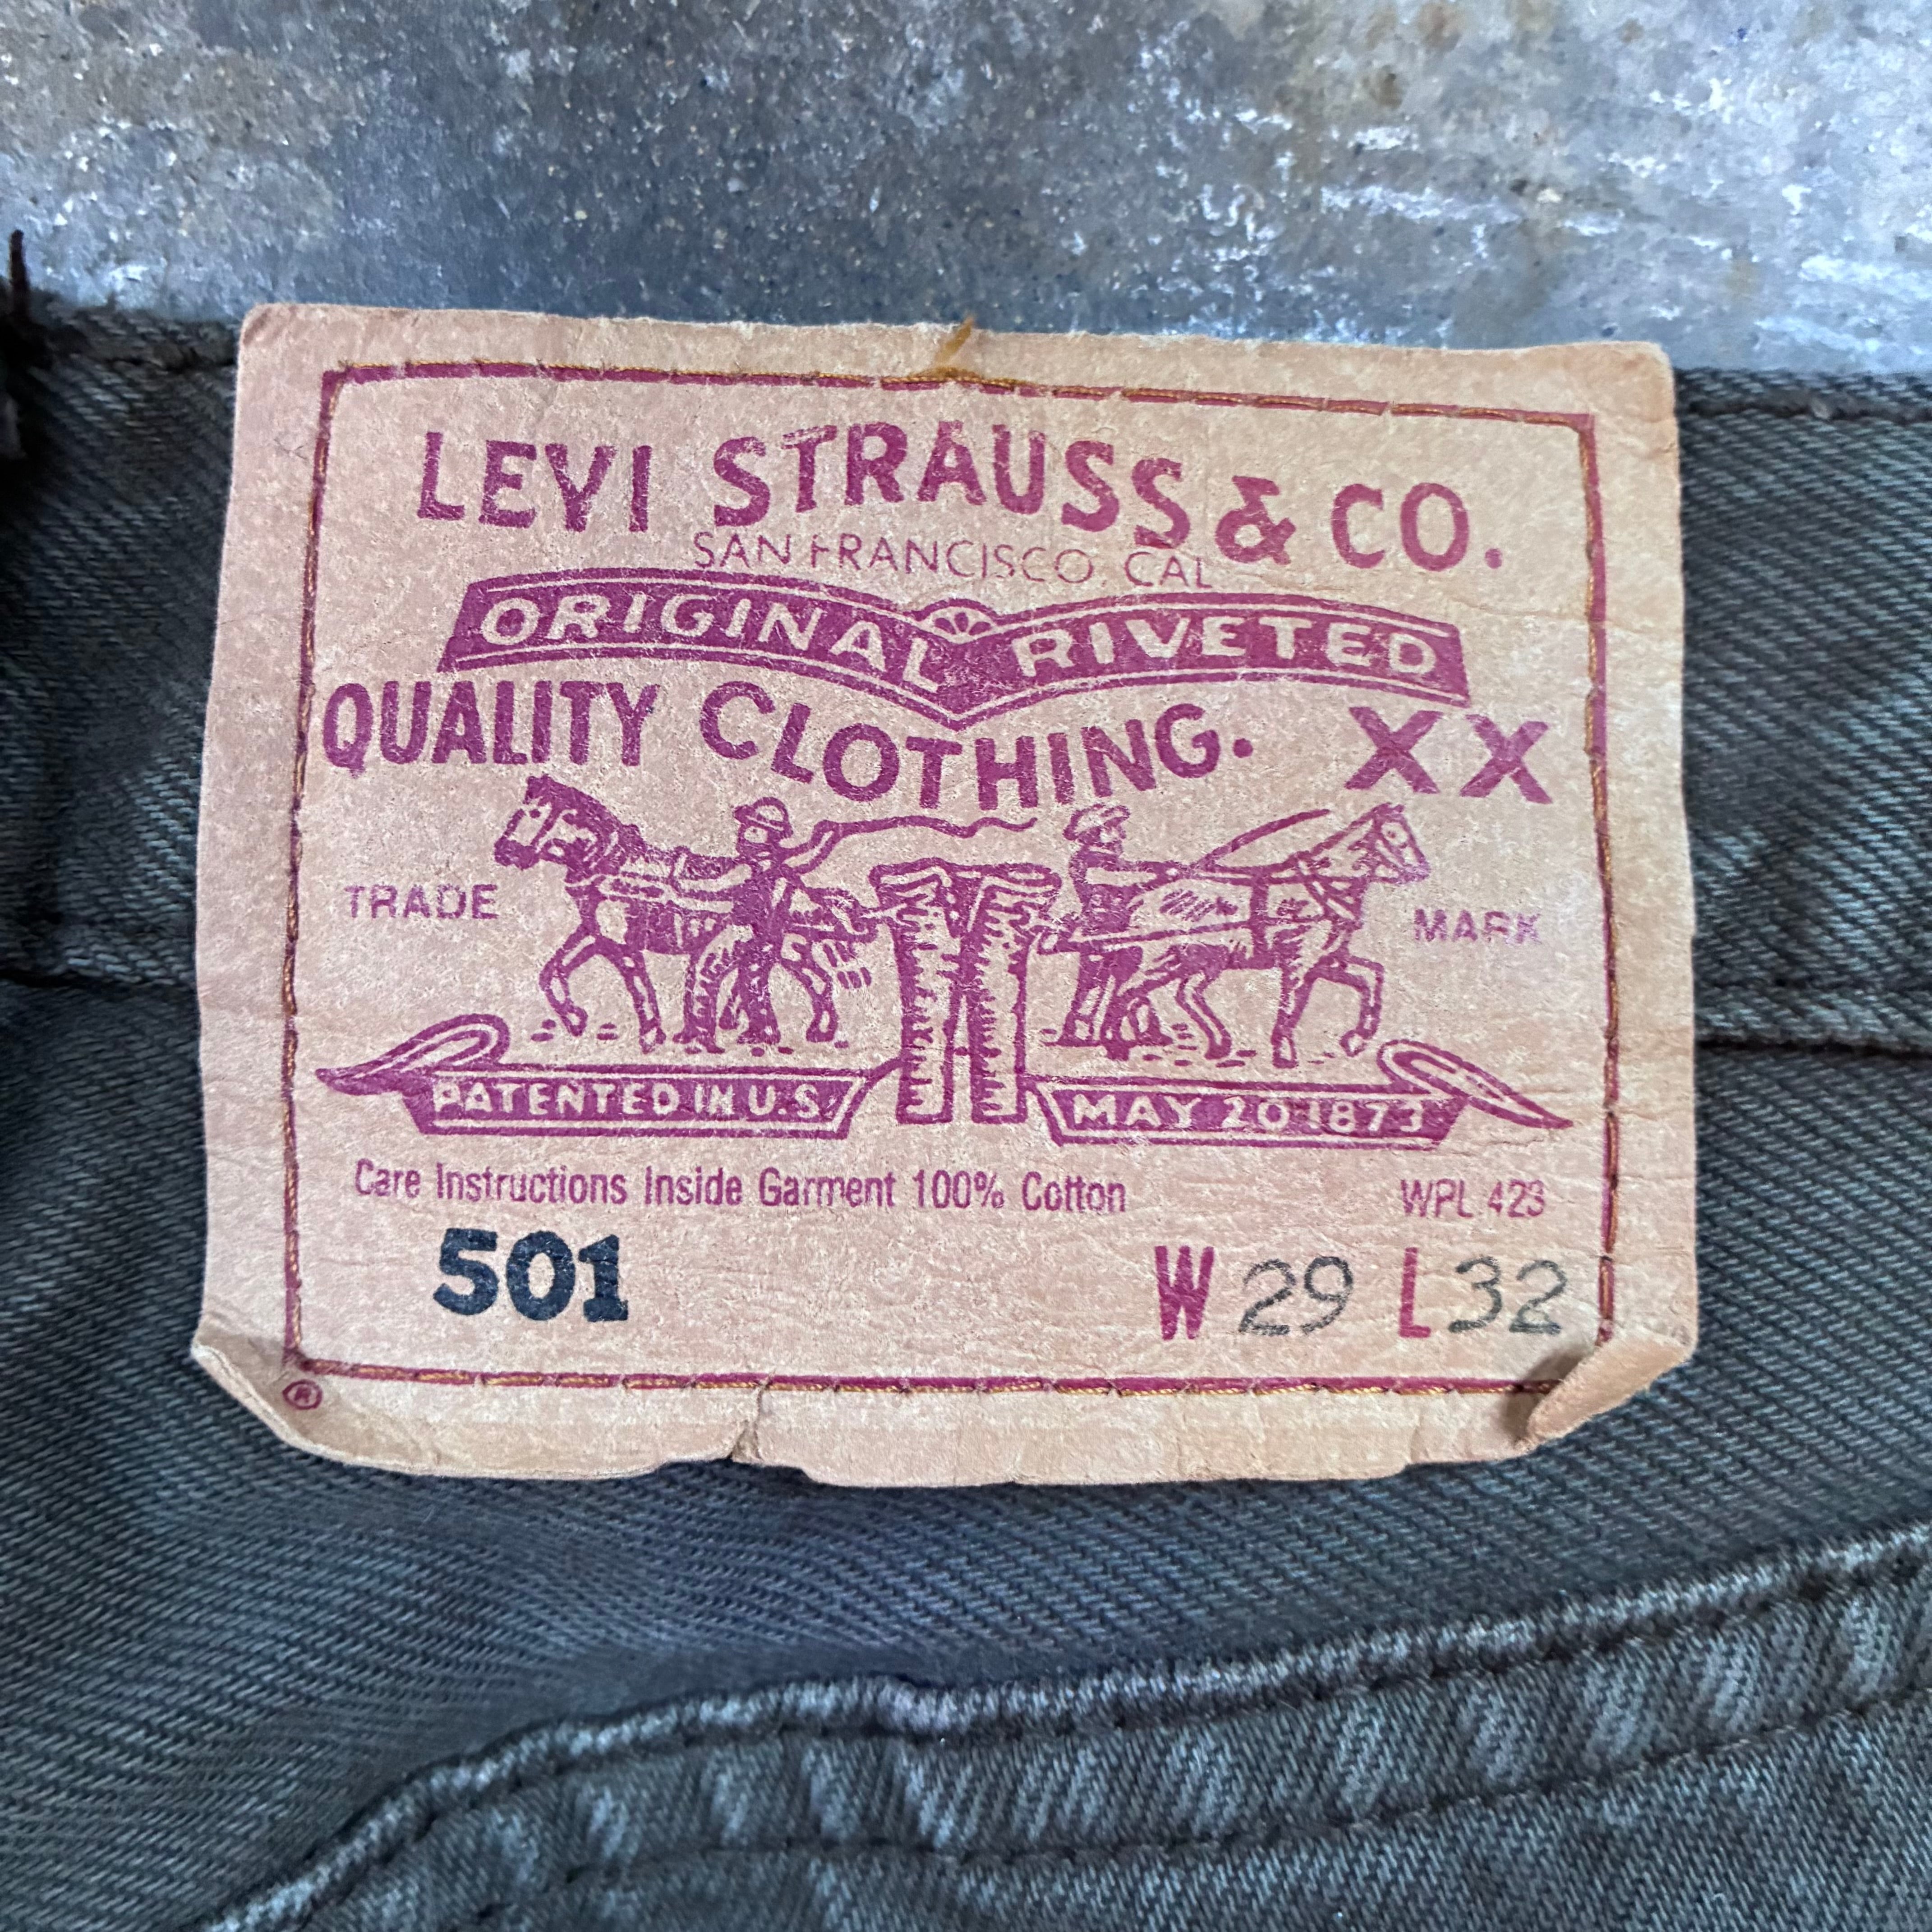 LEVI STRAUSS & CO.
SAN FRANCISCO, CAL
ORIGINAL RIVETED
QUALITY CLOTHING. XX
TRADE MARK
PATENTED IN U.S. MAY 20 1873
Care Instructions Inside Garment 100% Cotton WPL 423
501 W 29 L 32
®